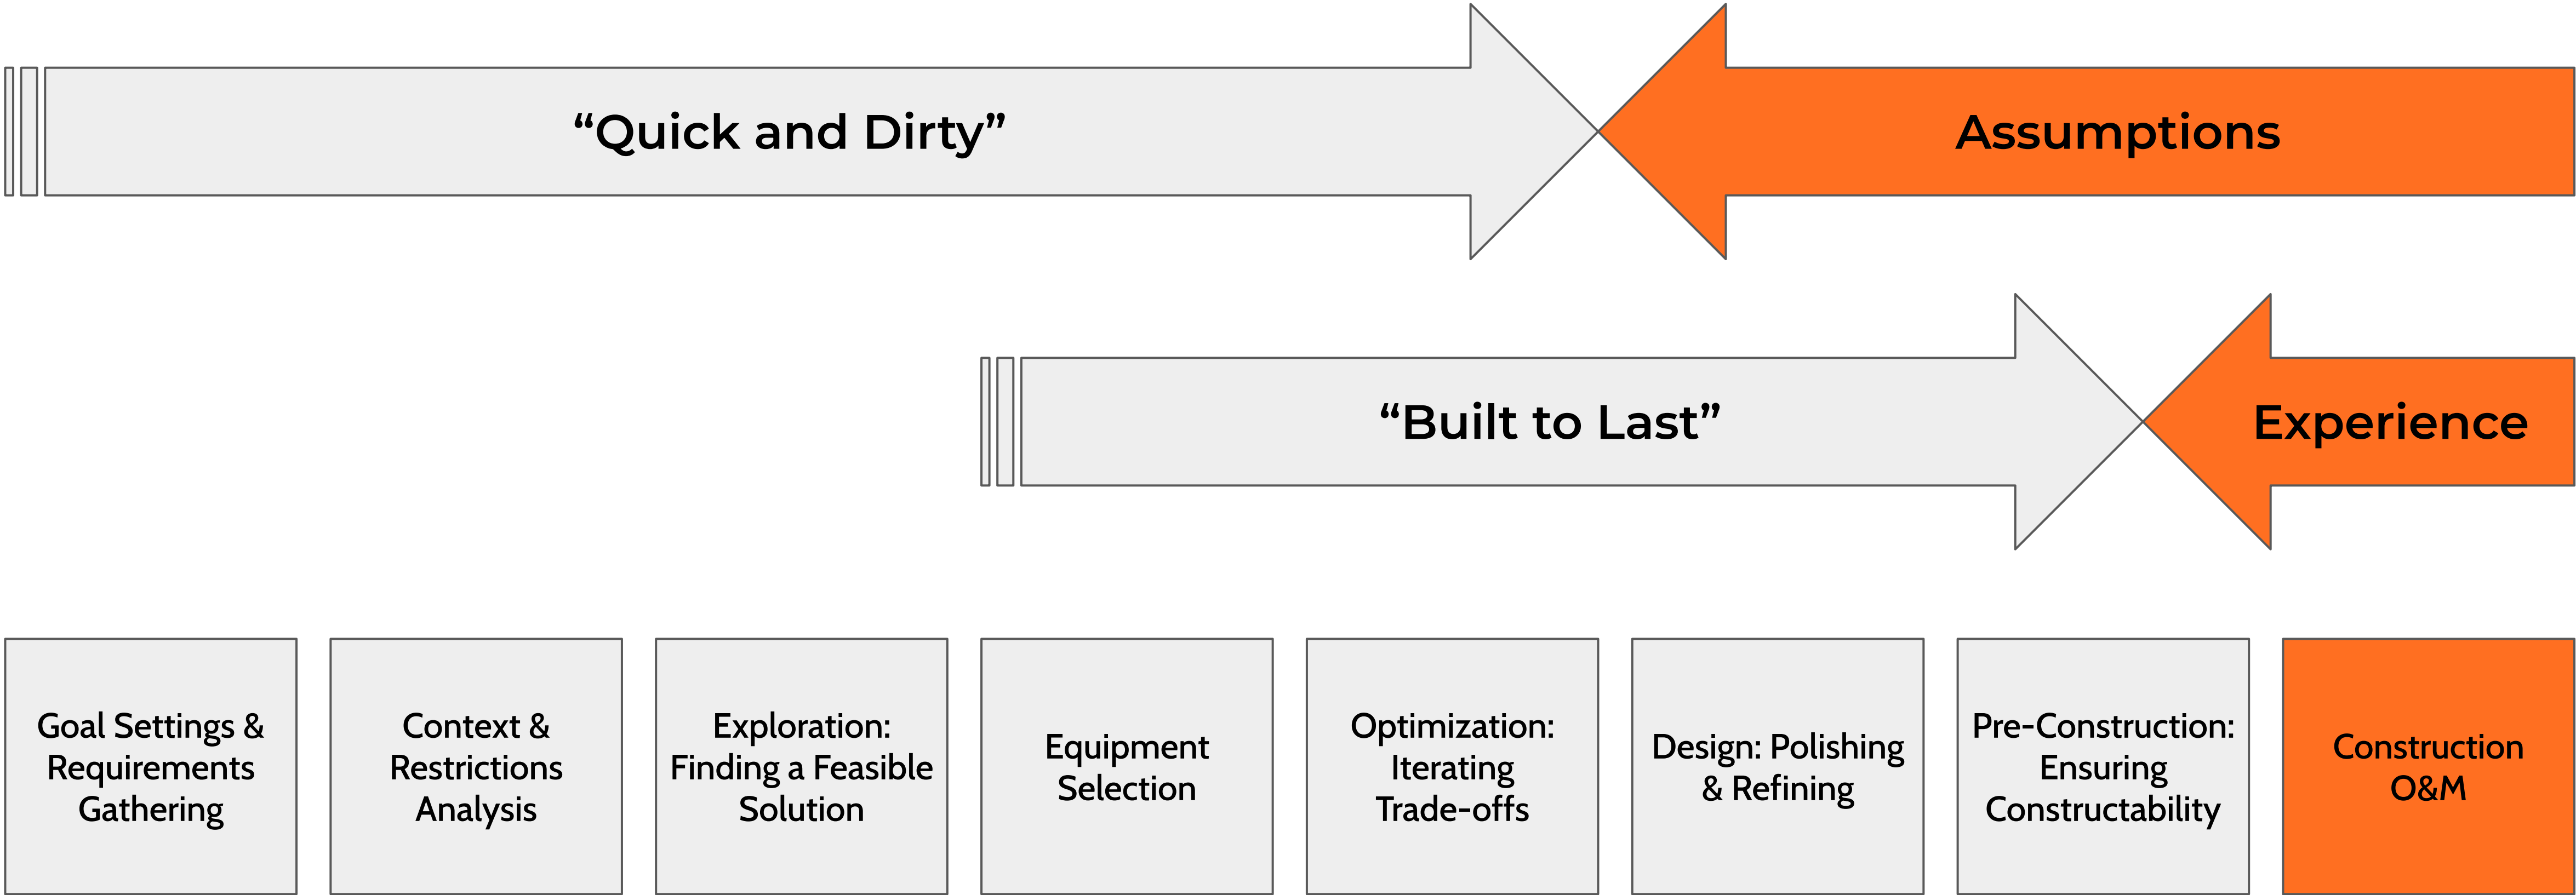 “Quick and Dirty”
Assumptions
“Built to Last”
Experience
Goal Settings &
Requirements
Gathering
Context &
Restrictions
Analysis
Exploration:
Finding a Feasible
Solution
Equipment
Selection
Optimization:
Iterating
Trade-offs
Design: Polishing
& Refining
Pre-Construction:
Ensuring
Constructability
Construction
O&M